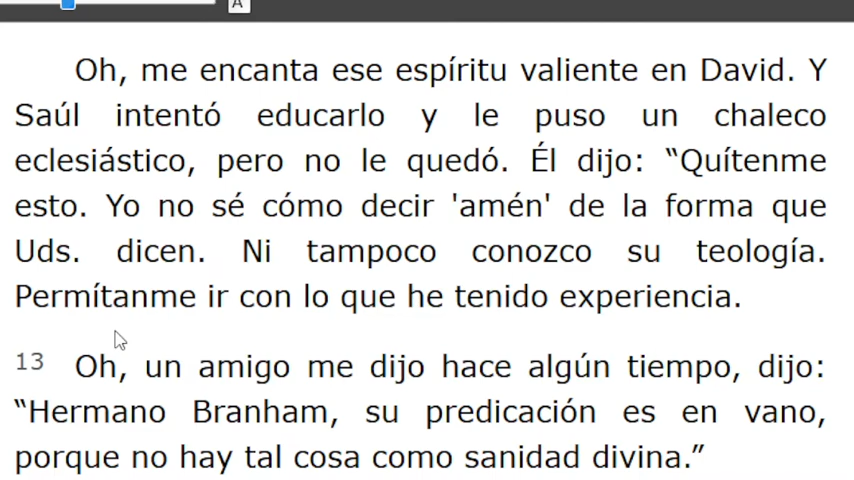 A
Oh, me encanta ese espíritu valiente en David. Y
Saúl intentó educarlo y le puso un chaleco
eclesiástico, pero no le quedó. Él dijo: “Quítenme
esto. Yo no sé cómo decir 'amén' de la forma que
Uds. dicen. Ni tampoco conozco su teología.
Permítanme ir con lo que he tenido experiencia.
13 Oh, un amigo me dijo hace algún tiempo, dijo:
“Hermano Branham, su predicación es en vano,
porque no hay tal cosa como sanidad divina.”